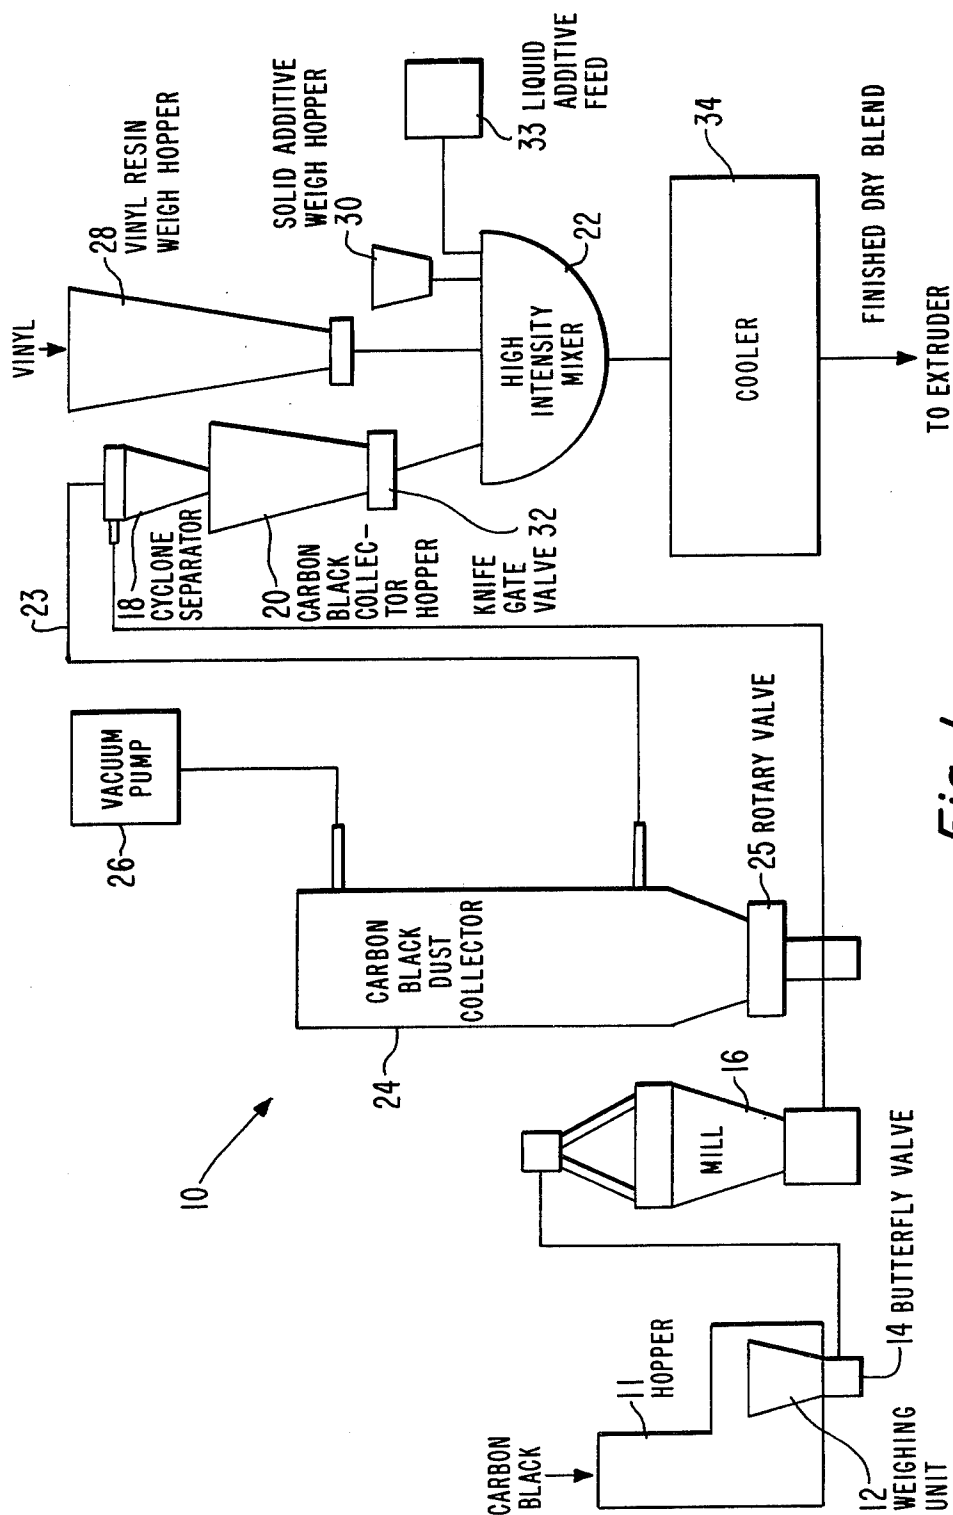 CARBON
BLACK
11
HOPPER
12
WEIGHING
UNIT
14 BUTTERFLY VALVE
MILL
16
10
24
CARBON
BLACK
DUST
COLLECTOR
25 ROTARY VALVE
26
VACUUM
PUMP
23
18
CYCLONE
SEPARATOR
20
CARBON
BLACK
COLLEC-
TOR
HOPPER
KNIFE
GATE
VALVE 32
VINYL
28
VINYL RESIN
WEIGH HOPPER
SOLID ADDITIVE
WEIGH HOPPER
30
33 LIQUID
ADDITIVE
FEED
HIGH
INTENSITY
MIXER
22
COOLER
34
FINISHED DRY BLEND
TO EXTRUDER